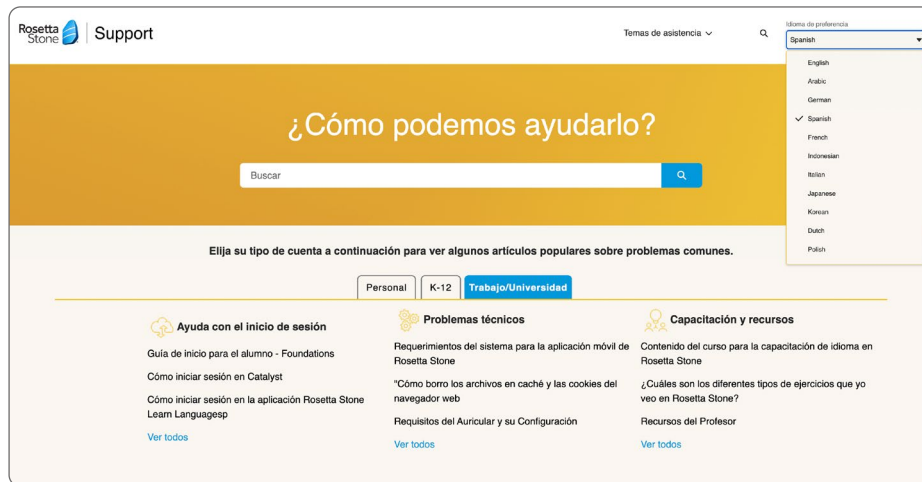 Rosetta
Stone
Support
Temas de asistencia
Idioma de preferencia
Spanish
English
Arabic
German
Spanish
French
Indonesian
Italian
Japanese
Korean
Dutch
Polish
¿Cómo podemos ayudarlo?
Buscar
Elija su tipo de cuenta a continuación para ver algunos artículos populares sobre problemas comunes.
Personal
K-12
Trabajo/Universidad
Ayuda con el inicio de sesión
Guía de inicio para el alumno - Foundations
Cómo iniciar sesión en Catalyst
Cómo iniciar sesión en la aplicación Rosetta Stone
Learn Languagesp
Ver todos
Problemas técnicos
Requerimientos del sistema para la aplicación móvil de
Rosetta Stone
"Cómo borro los archivos en caché y las cookies del
navegador web
Requisitos del Auricular y su Configuración
Ver todos
Capacitación y recursos
Contenido del curso para la capacitación de idioma en
Rosetta Stone
¿Cuáles son los diferentes tipos de ejercicios que yo
veo en Rosetta Stone?
Recursos del Profesor
Ver todos